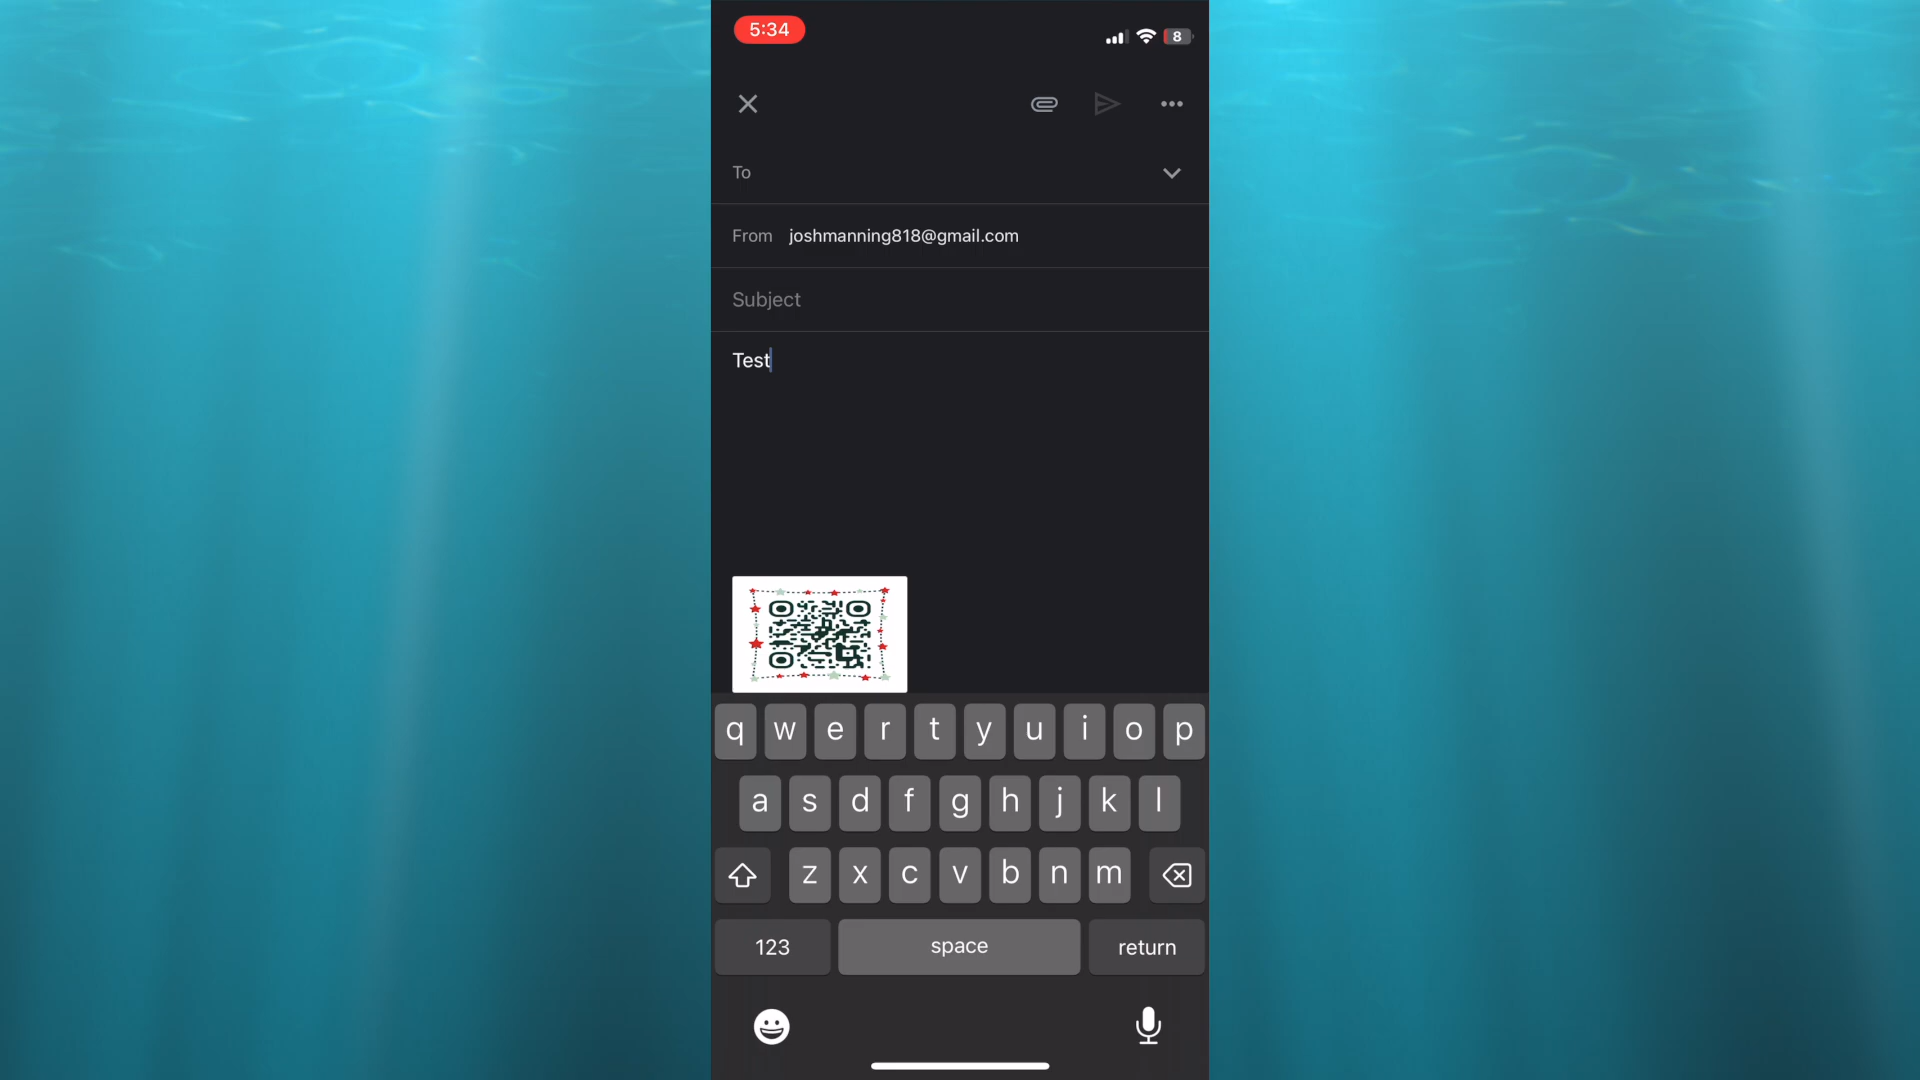 5:34
8
To
From joshmanning818@gmail.com
Subject
Test
q w e r t y u i o p
a s d f g h j k l
z x c v b n m
123 space return